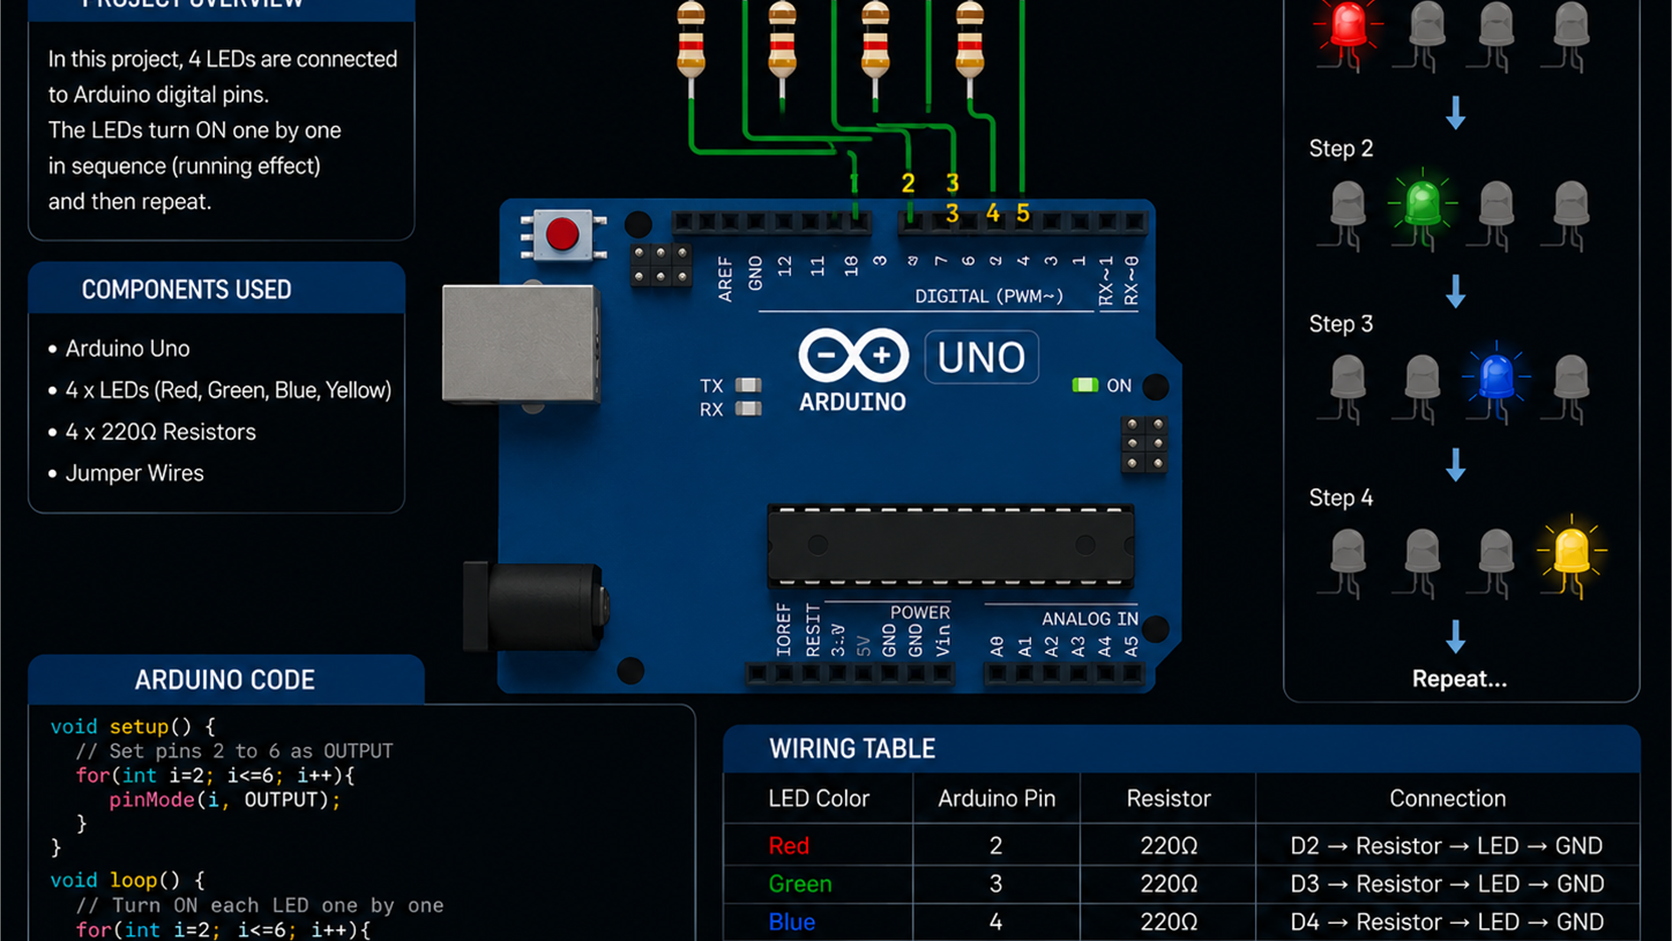 PROJECT OVERVIEW
In this project, 4 LEDs are connected
to Arduino digital pins.
The LEDs turn ON one by one
in sequence (running effect)
and then repeat.
COMPONENTS USED
• Arduino Uno
• 4 x LEDs (Red, Green, Blue, Yellow)
• 4 x 220Ω Resistors
• Jumper Wires
1 2 3
3 4 5
AREF GND 12 11 10 3 7 6 2 4 3 1 RX~1 RX~0
DIGITAL (PWM~)
UNO
TX
RX
ON
ARDUINO
POWER
IOREF RESIT 5V GND GND Vin
ANALOG IN
A0 A1 A2 A3 A4 A5
Step 2
Step 3
Step 4
Repeat...
ARDUINO CODE
void setup() {
// Set pins 2 to 6 as OUTPUT
for(int i=2; i<=6; i++){
pinMode(i, OUTPUT);
}
}
void loop() {
// Turn ON each LED one by one
for(int i=2; i<=6; i++){
WIRING TABLE
LED Color Arduino Pin Resistor Connection
Red 2 220Ω D2 → Resistor → LED → GND
Green 3 220Ω D3 → Resistor → LED → GND
Blue 4 220Ω D4 → Resistor → LED → GND